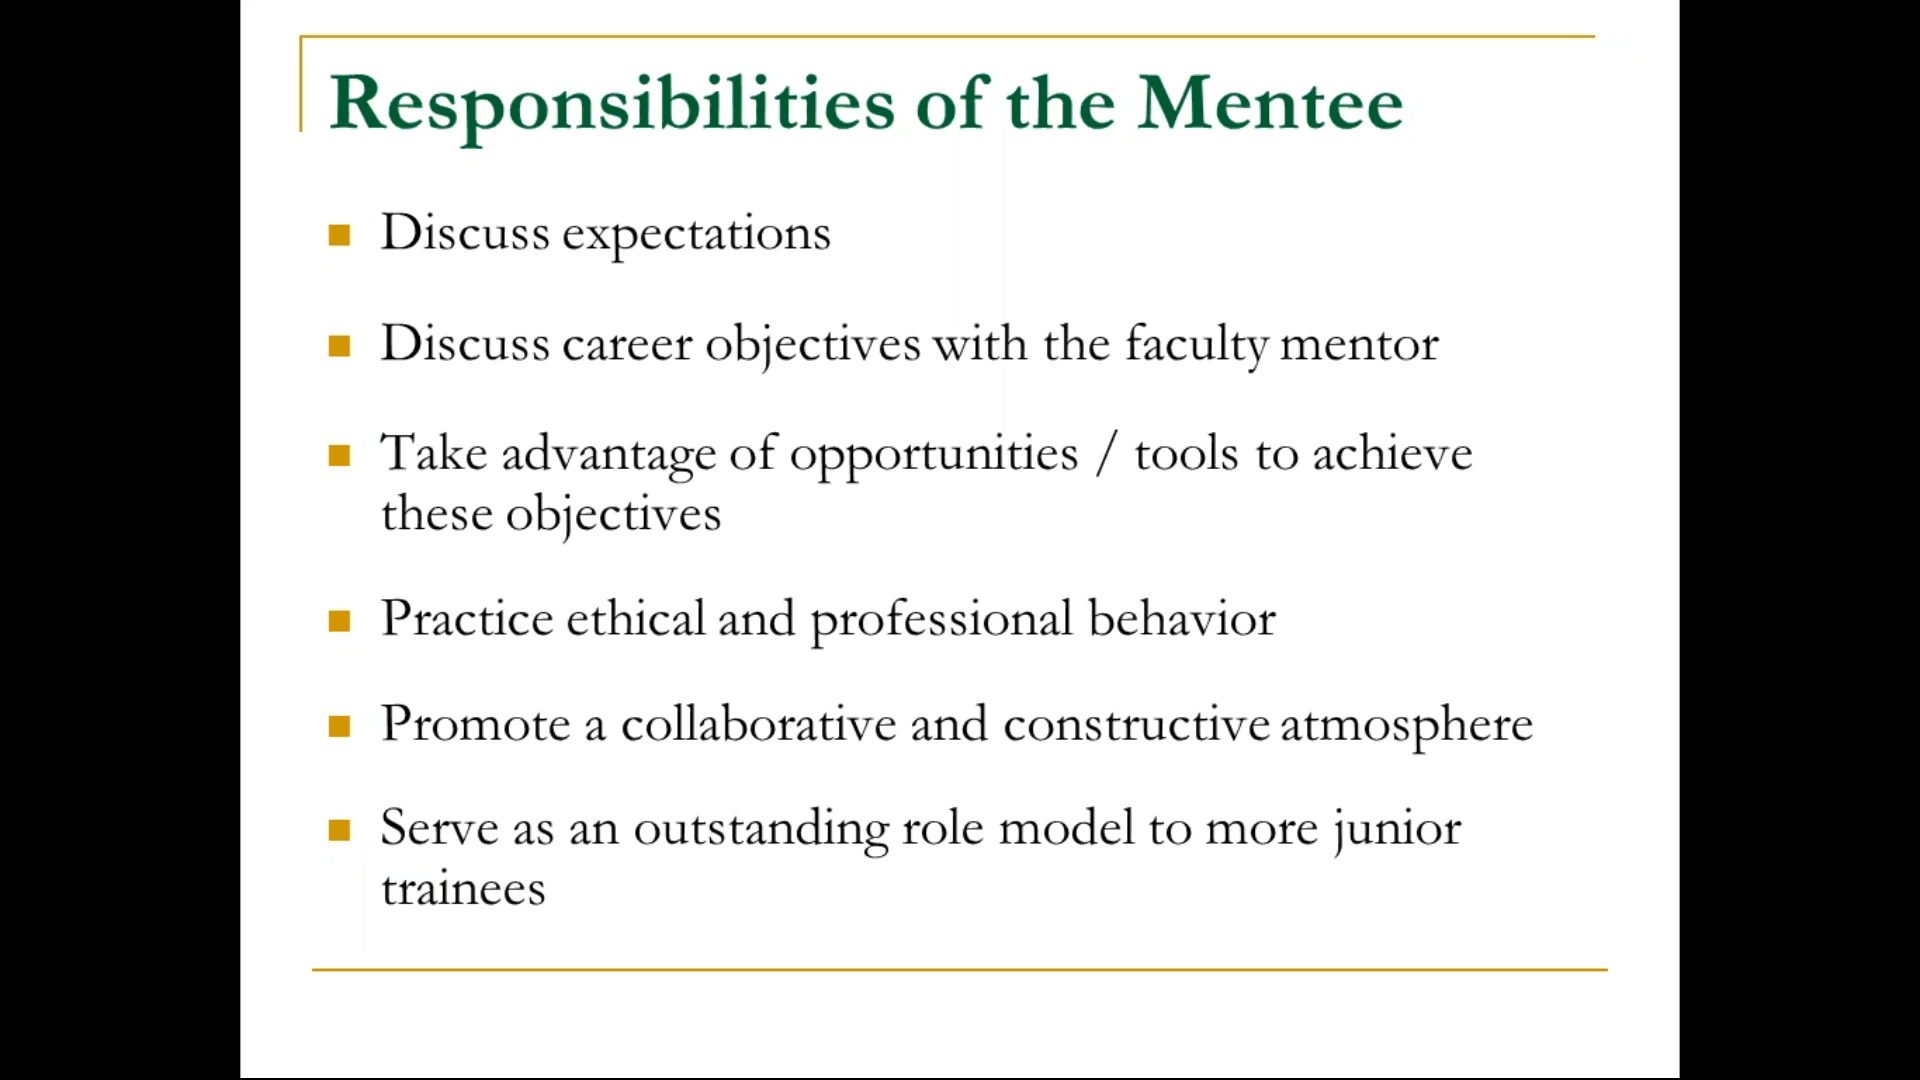 Responsibilities of the Mentee
Discuss expectations
Discuss career objectives with the faculty mentor
Take advantage of opportunities / tools to achieve
these objectives
Practice ethical and professional behavior
Promote a collaborative and constructive atmosphere
Serve as an outstanding role model to more junior
trainees